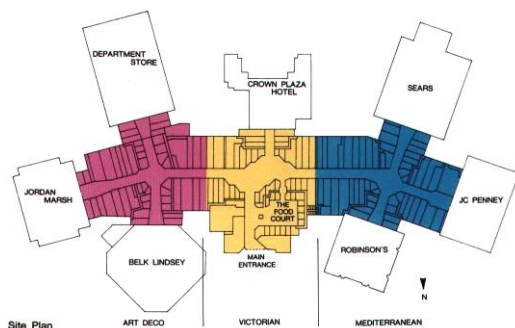 DEPARTMENT
STORE
CROWN PLAZA
HOTEL
SEARS
JORDAN
MARSH
THE
FOOD
COURT
JC PENNEY
ROBINSON'S
BELK LINDSEY
MAIN
ENTRANCE
N
Site Plan
ART DECO
VICTORIAN
MEDITERRANEAN